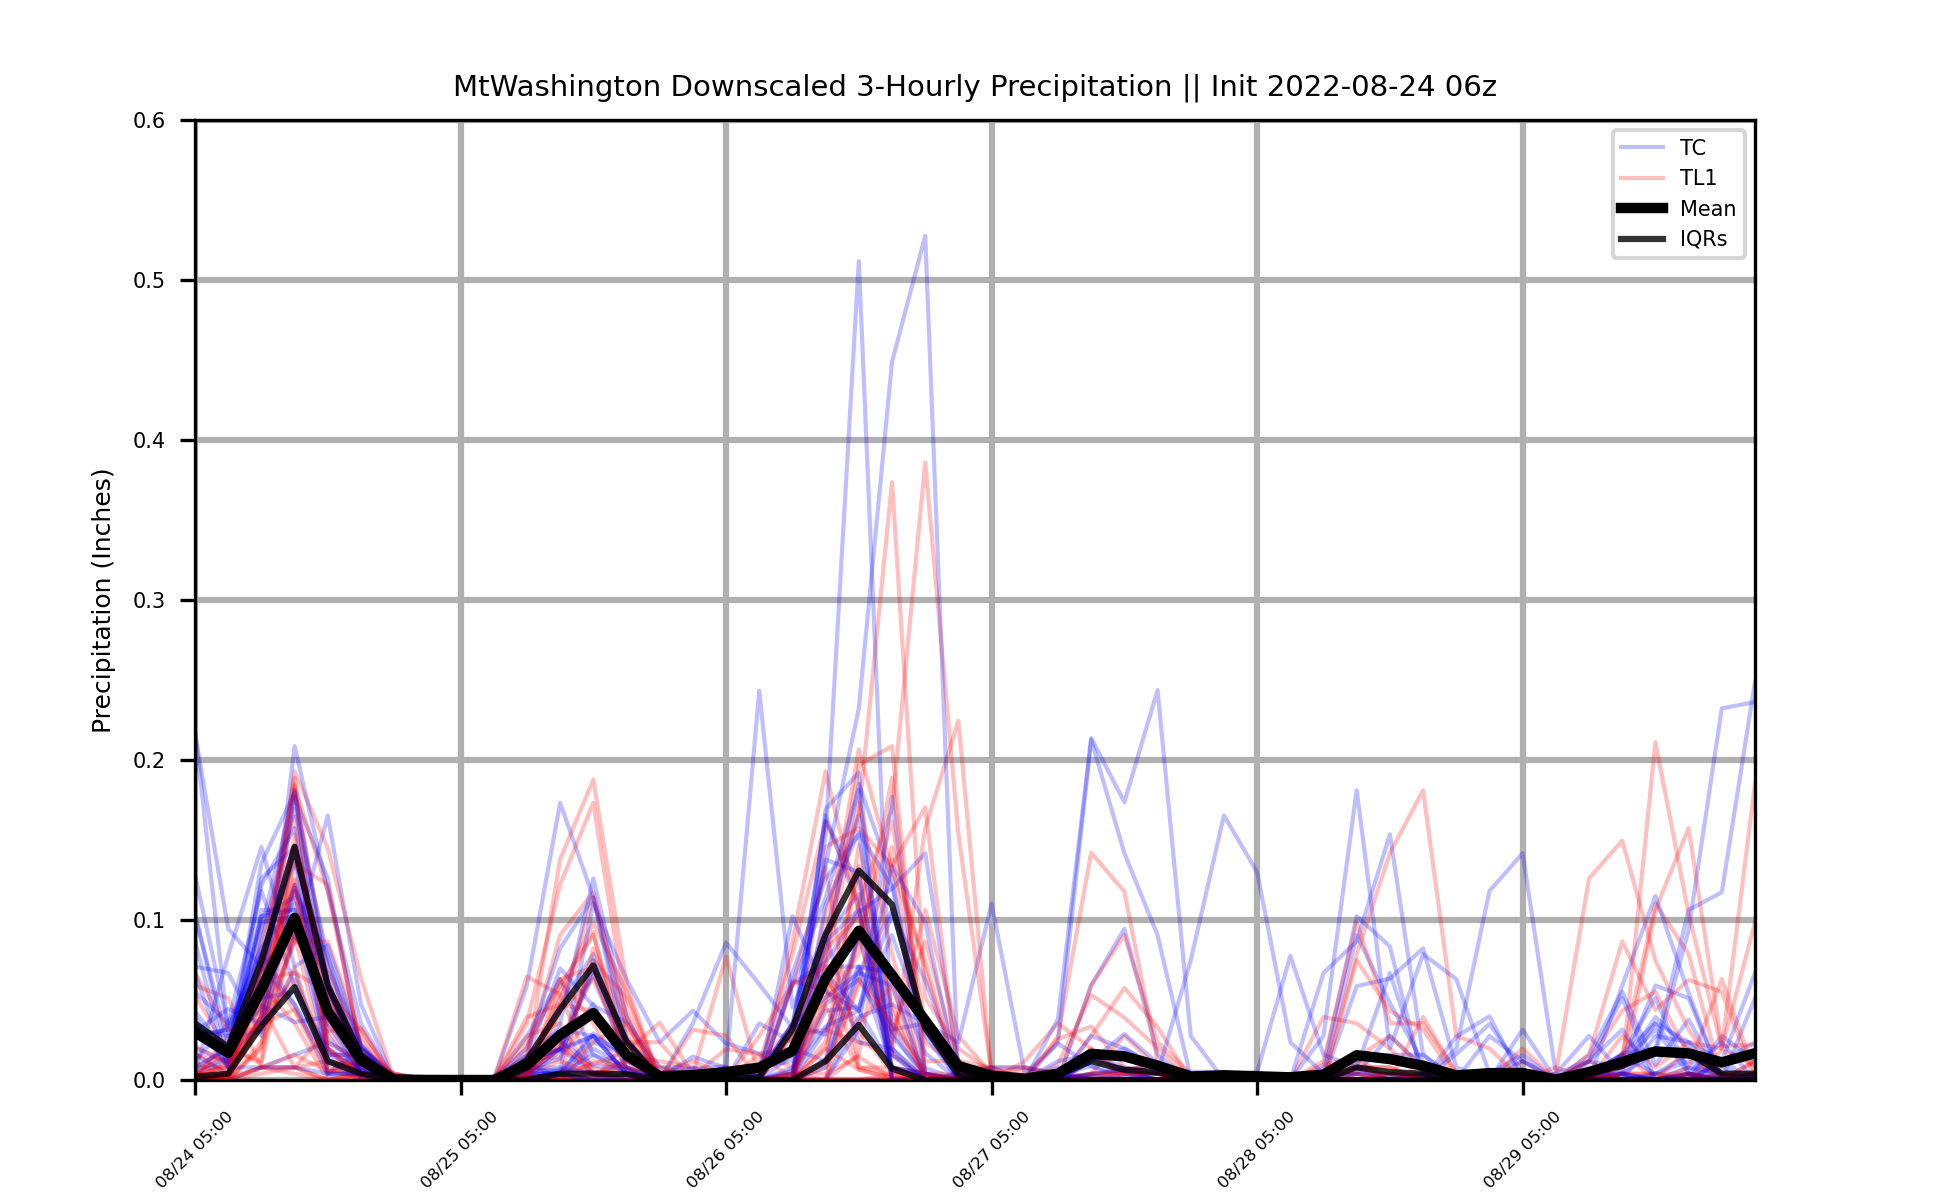 MtWashington Downscaled 3-Hourly Precipitation || Init 2022-08-24 06z
TC
TL1
Mean
IQRs
Precipitation (Inches)
0.6
0.5
0.4
0.3
0.2
0.1
0.0
08/24 05:00
08/25 05:00
08/26 05:00
08/27 05:00
08/28 05:00
08/29 05:00